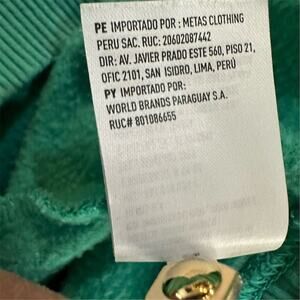 PE IMPORTADO POR : METAS CLOTHING
PERU SAC. RUC: 20602087442
DIR: AV. JAVIER PRADO ESTE 560, PISO 21,
OFIC 2101, SAN ISIDRO, LIMA, PERÚ
PY IMPORTADO POR:
WORLD BRANDS PARAGUAY S.A.
RUC# 801086655